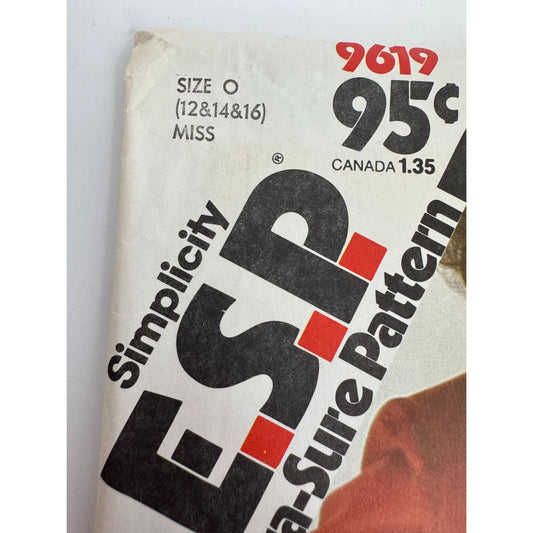 9619
SIZE O
(12&14&16)
MISS
95¢
CANADA 1.35
Simplicity®
E.S.P.
a-Sure Pattern